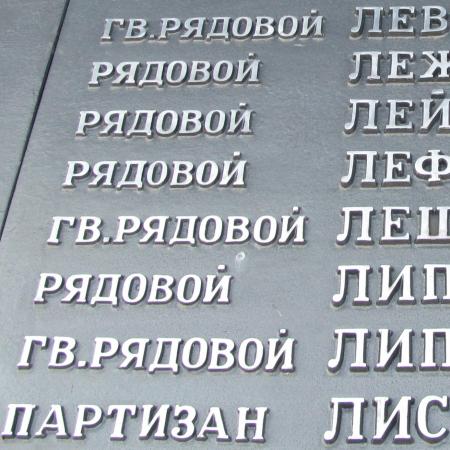 ГВ.РЯДОВОЙ ЛЕВ
РЯДОВОЙ ЛЕЖ
РЯДОВОЙ ЛЕЙ
РЯДОВОЙ ЛЕФ
ГВ.РЯДОВОЙ ЛЕШ
РЯДОВОЙ ЛИП
ГВ.РЯДОВОЙ ЛИП
ПАРТИЗАН ЛИС